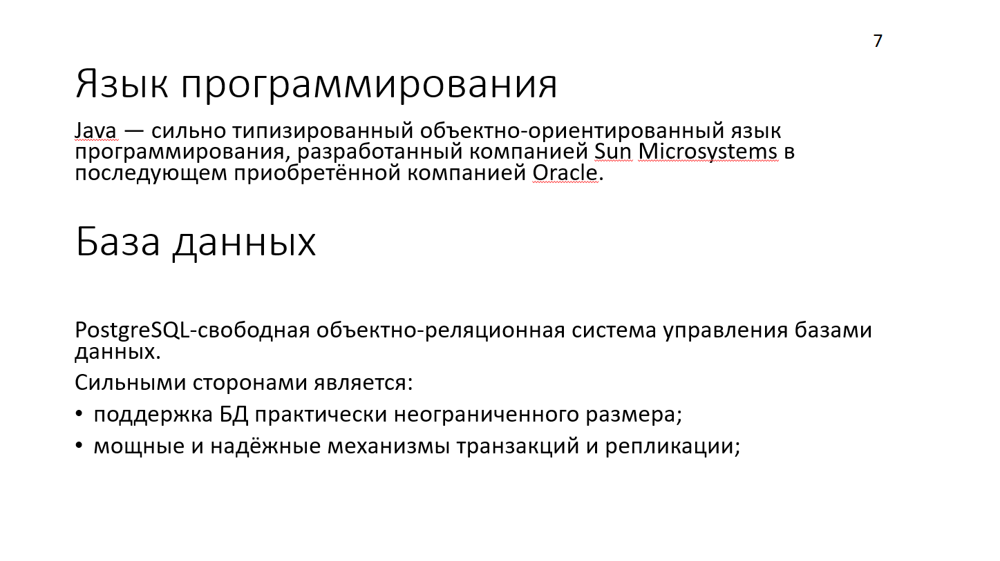 7
Язык программирования
Java — сильно типизированный объектно-ориентированный язык
программирования, разработанный компанией Sun Microsystems в
последующем приобретённой компанией Oracle.
База данных
PostgreSQL-свободная объектно-реляционная система управления базами
данных.
Сильными сторонами является:
• поддержка БД практически неограниченного размера;
• мощные и надёжные механизмы транзакций и репликации;